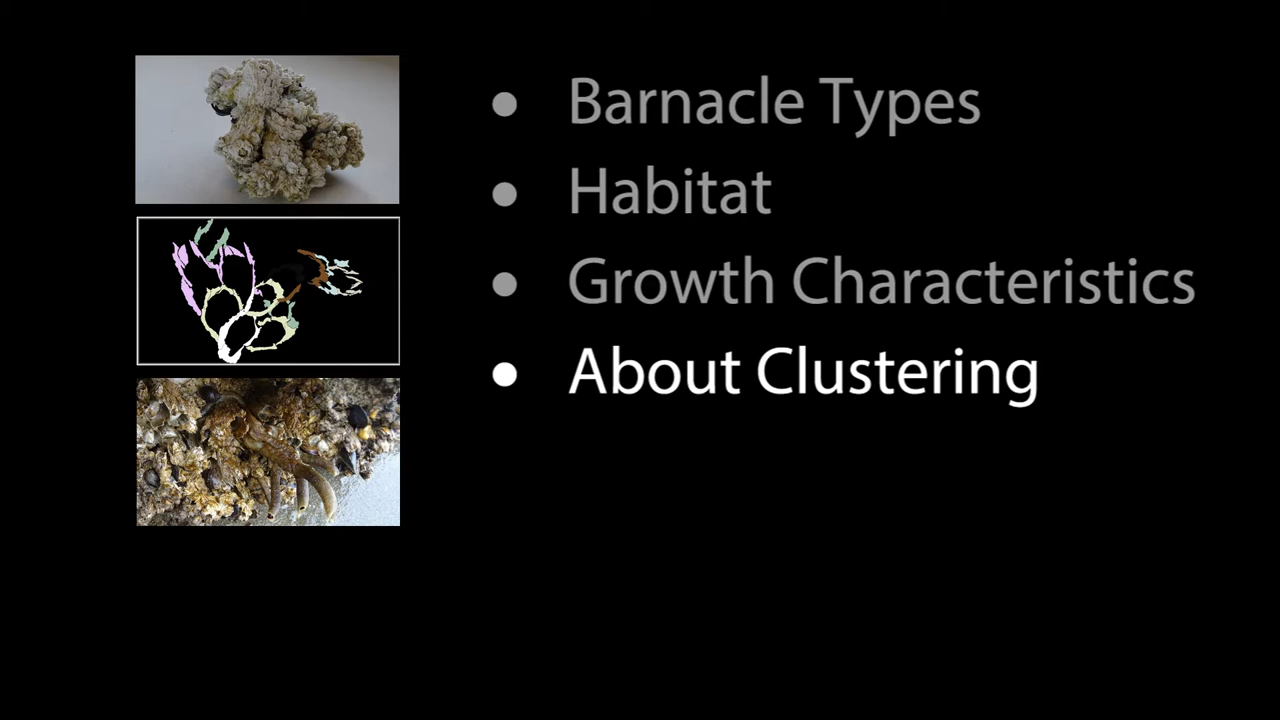 • Barnacle Types
• Habitat
• Growth Characteristics
• About Clustering